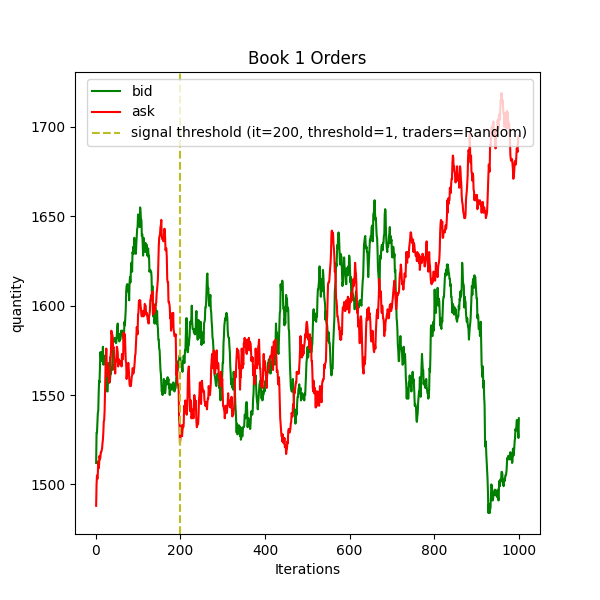 Book 1 Orders
bid
ask
signal threshold (it=200, threshold=1, traders=Random)
quantity
1700
1650
1600
1550
1500
0 200 400 600 800 1000
Iterations